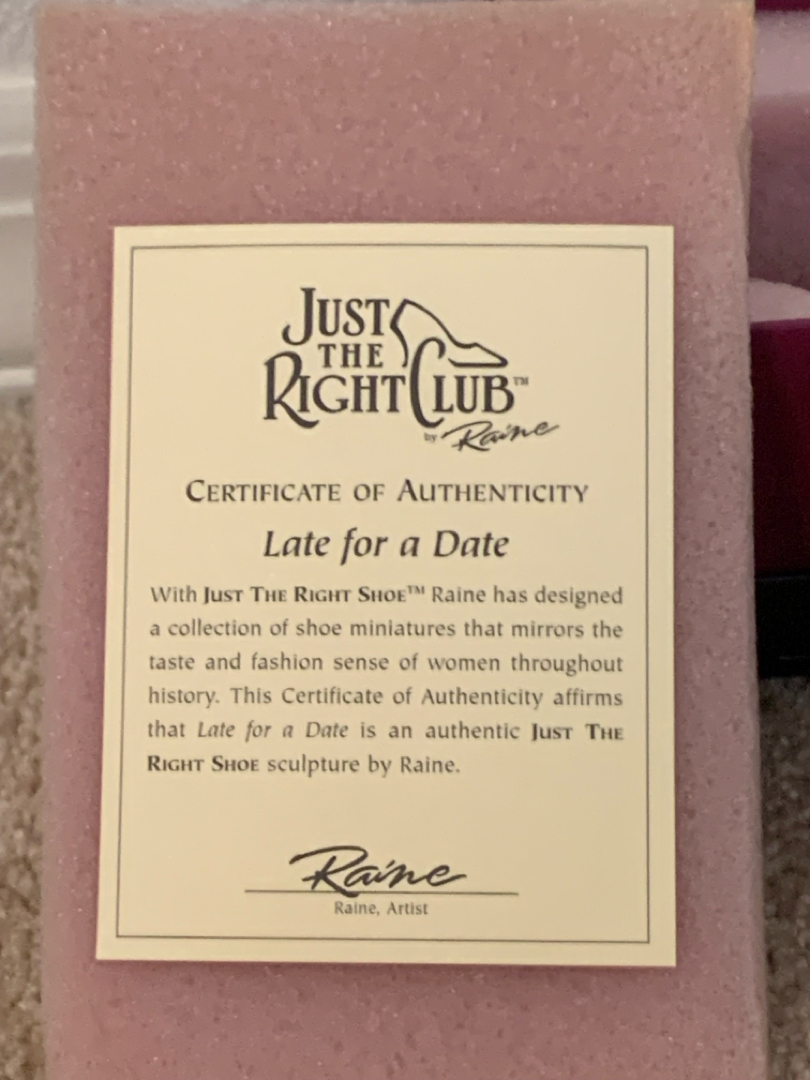 JUST
THE
RIGHT CLUB™
by Raine
CERTIFICATE OF AUTHENTICITY
Late for a Date
With JUST THE RIGHT SHOE™ Raine has designed
a collection of shoe miniatures that mirrors the
taste and fashion sense of women throughout
history. This Certificate of Authenticity affirms
that Late for a Date is an authentic JUST THE
RIGHT SHOE sculpture by Raine.
Raine
Raine, Artist